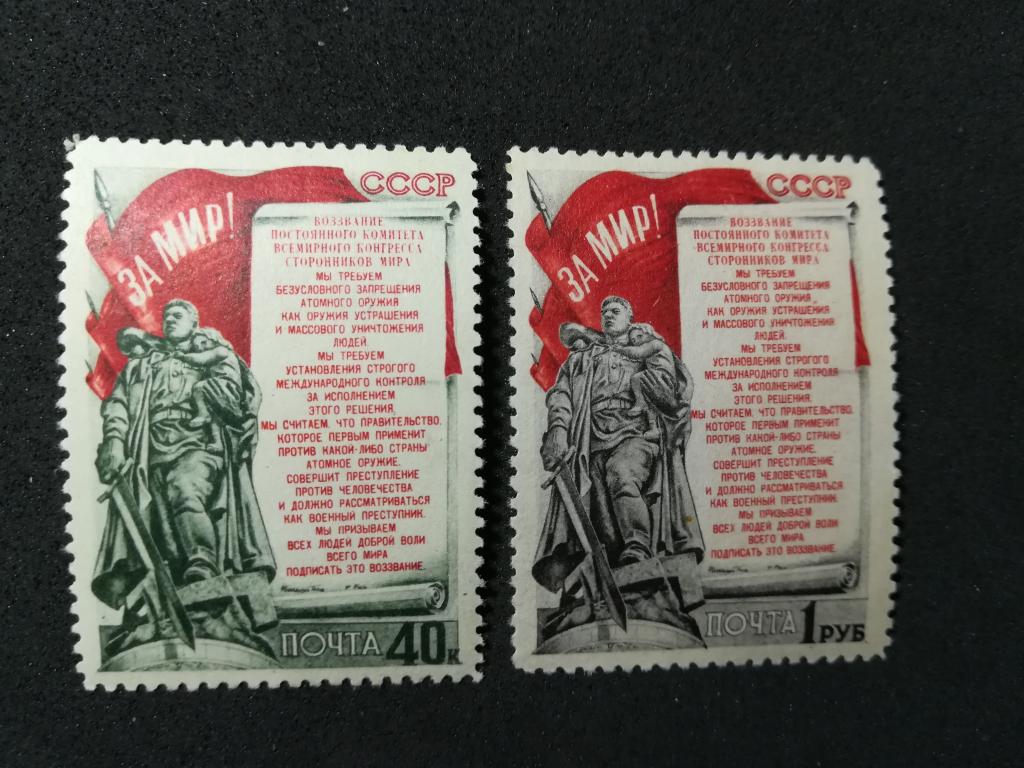 СССР
ЗА МИР!
ВОЗЗВАНИЕ
ПОСТОЯННОГО КОМИТЕТА
ВСЕМИРНОГО КОНГРЕССА
СТОРОННИКОВ МИРА
МЫ ТРЕБУЕМ
БЕЗУСЛОВНОГО ЗАПРЕЩЕНИЯ
АТОМНОГО ОРУЖИЯ
КАК ОРУЖИЯ УСТРАШЕНИЯ
И МАССОВОГО УНИЧТОЖЕНИЯ
ЛЮДЕЙ.
МЫ ТРЕБУЕМ
УСТАНОВЛЕНИЯ СТРОГОГО
МЕЖДУНАРОДНОГО КОНТРОЛЯ
ЗА ИСПОЛНЕНИЕМ
ЭТОГО РЕШЕНИЯ.
МЫ СЧИТАЕМ, ЧТО ПРАВИТЕЛЬСТВО,
КОТОРОЕ ПЕРВЫМ ПРИМЕНИТ
ПРОТИВ КАКОЙ-ЛИБО СТРАНЫ
АТОМНОЕ ОРУЖИЕ,
СОВЕРШИТ ПРЕСТУПЛЕНИЕ
ПРОТИВ ЧЕЛОВЕЧЕСТВА
И ДОЛЖНО РАССМАТРИВАТЬСЯ
КАК ВОЕННЫЙ ПРЕСТУПНИК.
МЫ ПРИЗЫВАЕМ
ВСЕХ ЛЮДЕЙ ДОБРОЙ ВОЛИ
ВСЕГО МИРА
ПОДПИСАТЬ ЭТО ВОЗЗВАНИЕ.
ПОЧТА 40 К
СССР
ЗА МИР!
ВОЗЗВАНИЕ
ПОСТОЯННОГО КОМИТЕТА
ВСЕМИРНОГО КОНГРЕССА
СТОРОННИКОВ МИРА
МЫ ТРЕБУЕМ
БЕЗУСЛОВНОГО ЗАПРЕЩЕНИЯ
АТОМНОГО ОРУЖИЯ
КАК ОРУЖИЯ УСТРАШЕНИЯ
И МАССОВОГО УНИЧТОЖЕНИЯ
ЛЮДЕЙ.
МЫ ТРЕБУЕМ
УСТАНОВЛЕНИЯ СТРОГОГО
МЕЖДУНАРОДНОГО КОНТРОЛЯ
ЗА ИСПОЛНЕНИЕМ
ЭТОГО РЕШЕНИЯ.
МЫ СЧИТАЕМ, ЧТО ПРАВИТЕЛЬСТВО,
КОТОРОЕ ПЕРВЫМ ПРИМЕНИТ
ПРОТИВ КАКОЙ-ЛИБО СТРАНЫ
АТОМНОЕ ОРУЖИЕ,
СОВЕРШИТ ПРЕСТУПЛЕНИЕ
ПРОТИВ ЧЕЛОВЕЧЕСТВА
И ДОЛЖНО РАССМАТРИВАТЬСЯ
КАК ВОЕННЫЙ ПРЕСТУПНИК.
МЫ ПРИЗЫВАЕМ
ВСЕХ ЛЮДЕЙ ДОБРОЙ ВОЛИ
ВСЕГО МИРА
ПОДПИСАТЬ ЭТО ВОЗЗВАНИЕ.
ПОЧТА 1 РУБ